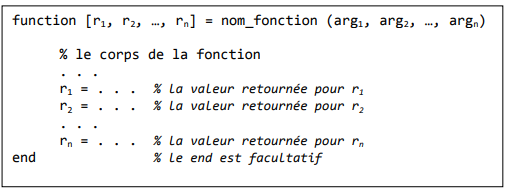 function [r₁, r₂, …, rₙ] = nom_fonction (arg₁, arg₂, …, argₙ)
% le corps de la fonction
. . .
r₁ = . . . % la valeur retournée pour r₁
r₂ = . . . % la valeur retournée pour r₂
. . .
rₙ = . . . % la valeur retournée pour rₙ
end % le end est facultatif